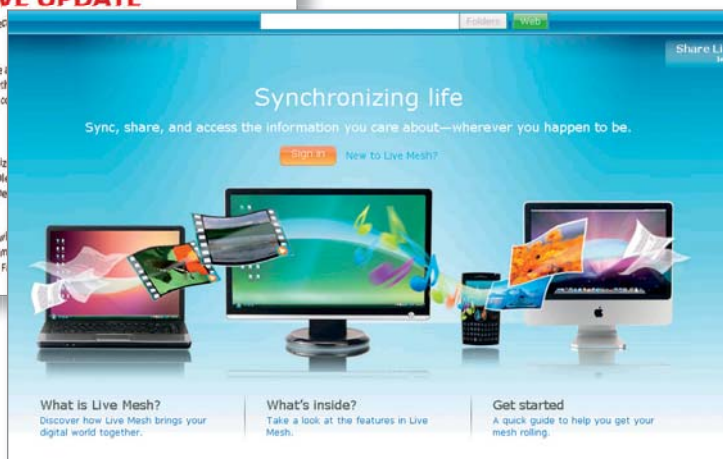 VE UPDATE
Folders Web
Share Li
Synchronizing life
Sync, share, and access the information you care about—wherever you happen to be.
Sign in New to Live Mesh?
What is Live Mesh?
Discover how Live Mesh brings your
digital world together.
What's inside?
Take a look at the features in Live
Mesh.
Get started
A quick guide to help you get your
mesh rolling.